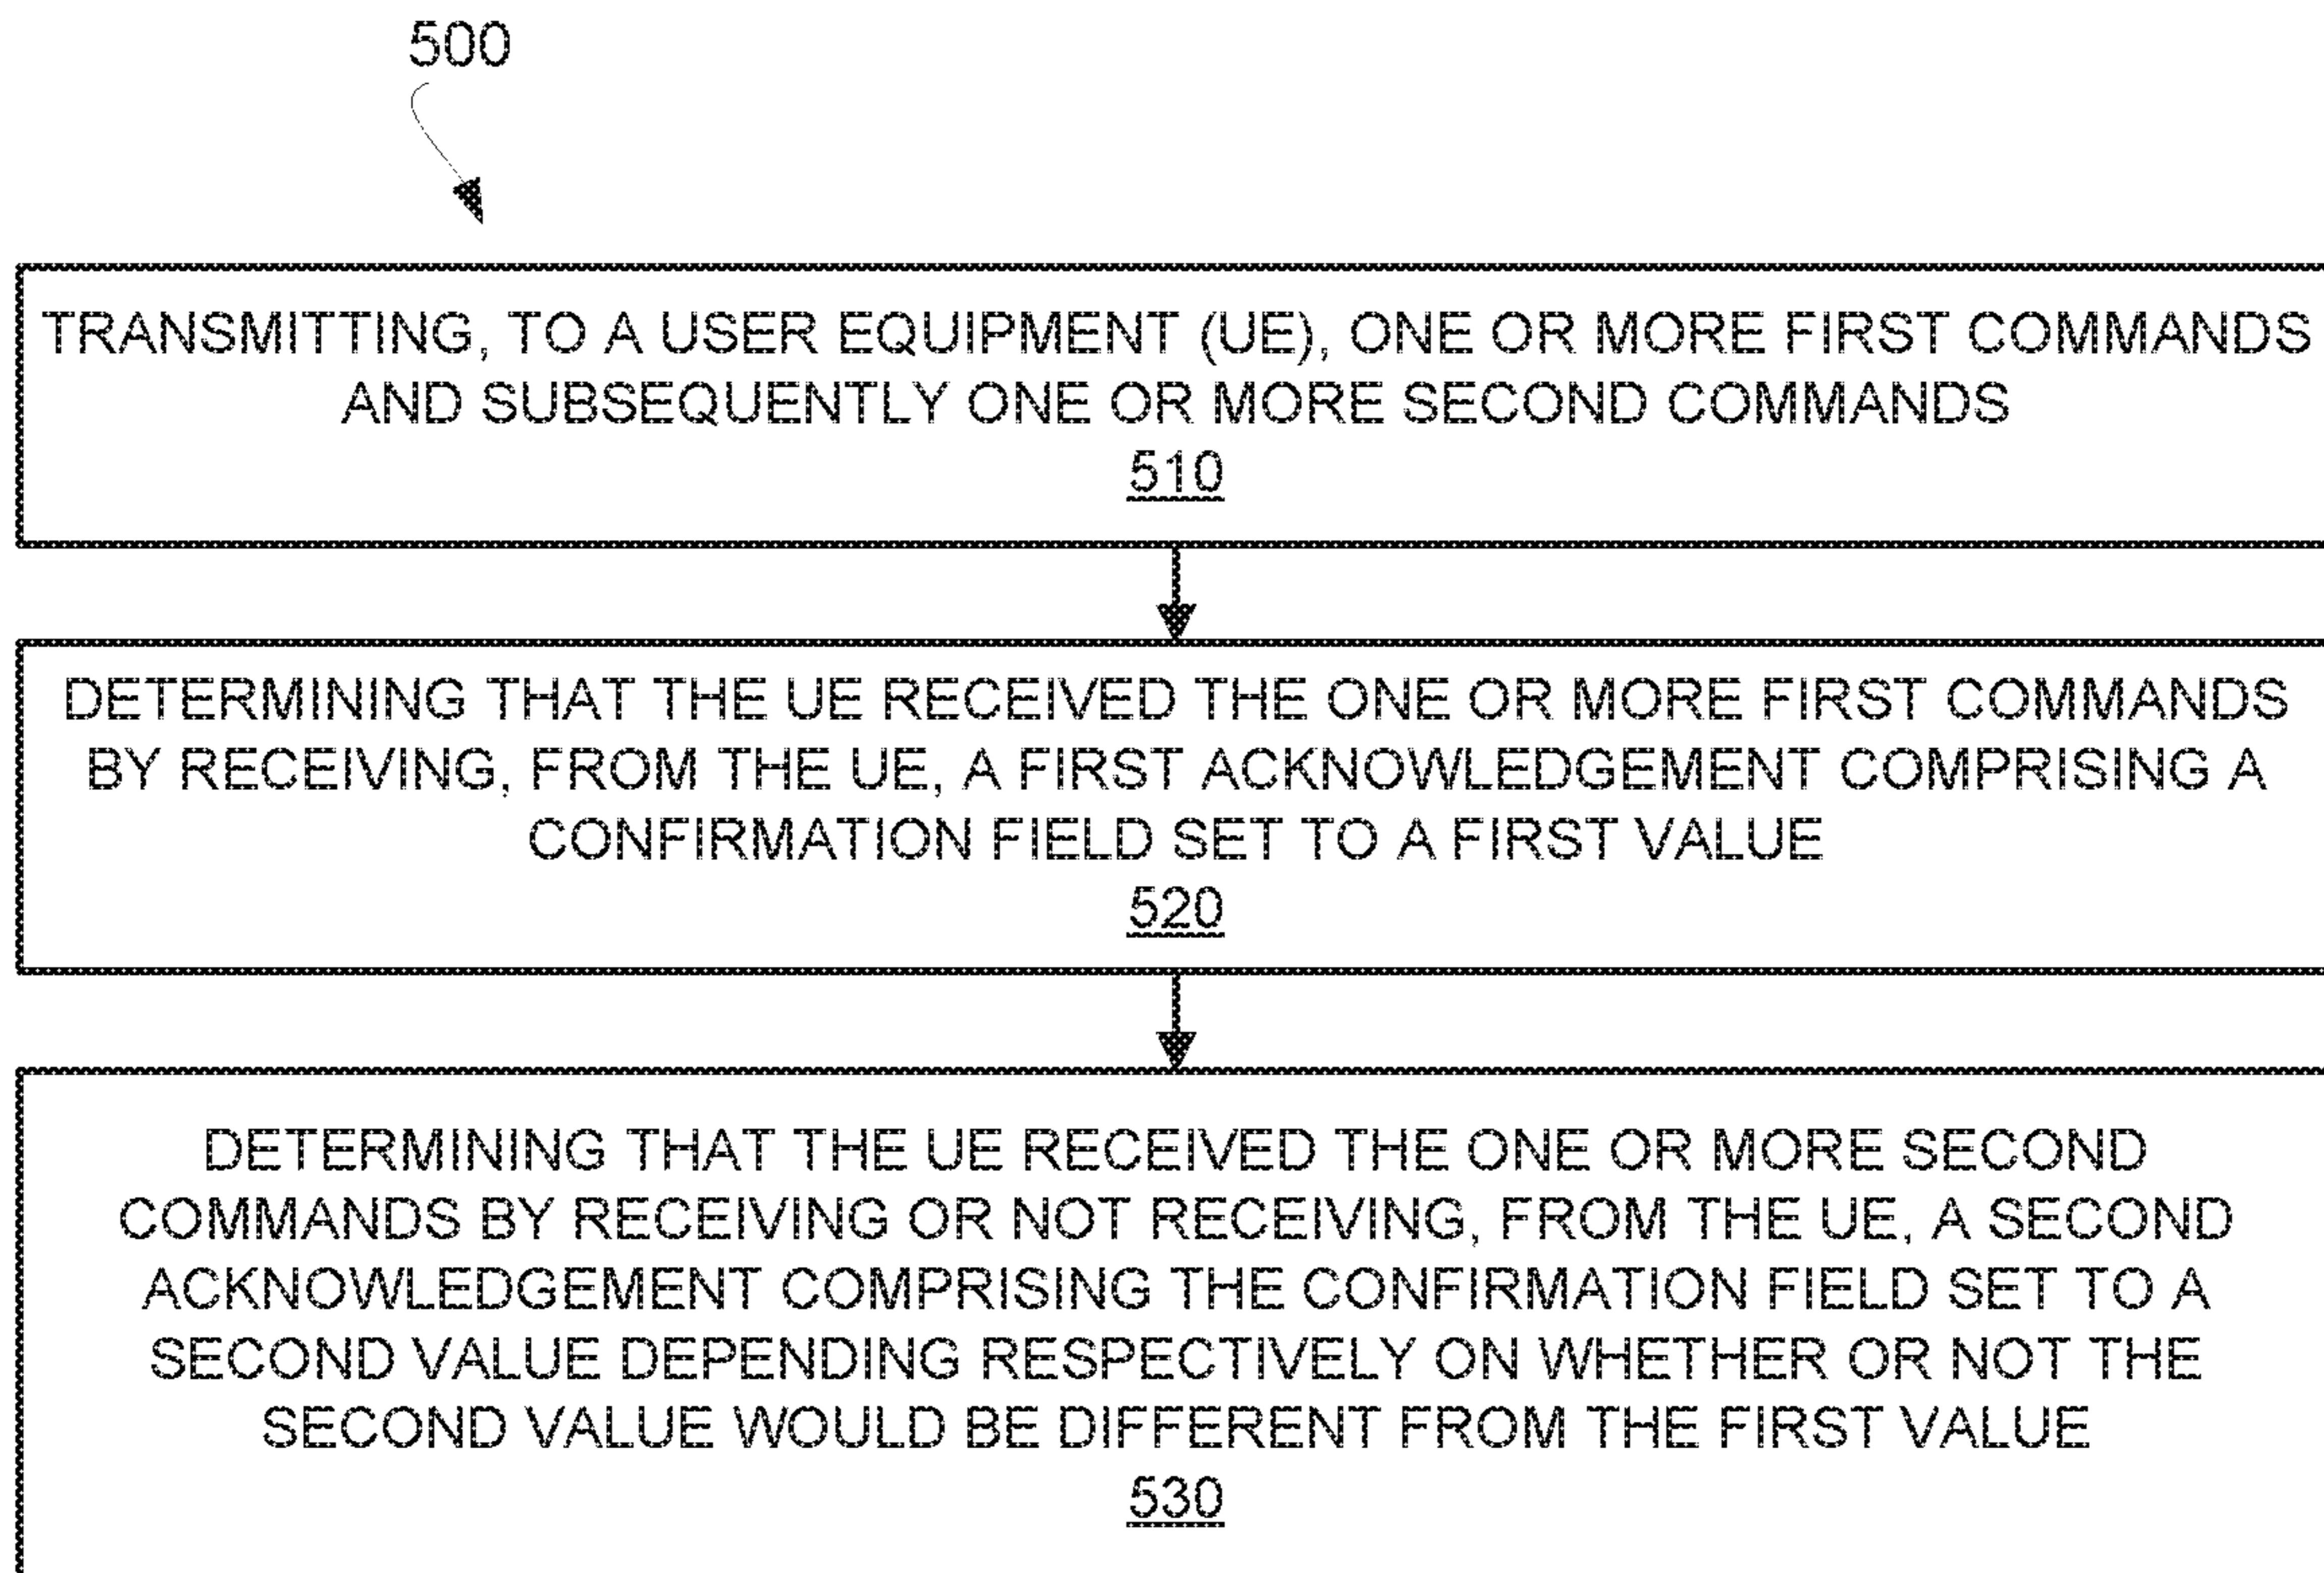 500
TRANSMITTING, TO A USER EQUIPMENT (UE), ONE OR MORE FIRST COMMANDS
AND SUBSEQUENTLY ONE OR MORE SECOND COMMANDS
510
DETERMINING THAT THE UE RECEIVED THE ONE OR MORE FIRST COMMANDS
BY RECEIVING, FROM THE UE, A FIRST ACKNOWLEDGEMENT COMPRISING A
CONFIRMATION FIELD SET TO A FIRST VALUE
520
DETERMINING THAT THE UE RECEIVED THE ONE OR MORE SECOND
COMMANDS BY RECEIVING OR NOT RECEIVING, FROM THE UE, A SECOND
ACKNOWLEDGEMENT COMPRISING THE CONFIRMATION FIELD SET TO A
SECOND VALUE DEPENDING RESPECTIVELY ON WHETHER OR NOT THE
SECOND VALUE WOULD BE DIFFERENT FROM THE FIRST VALUE
530